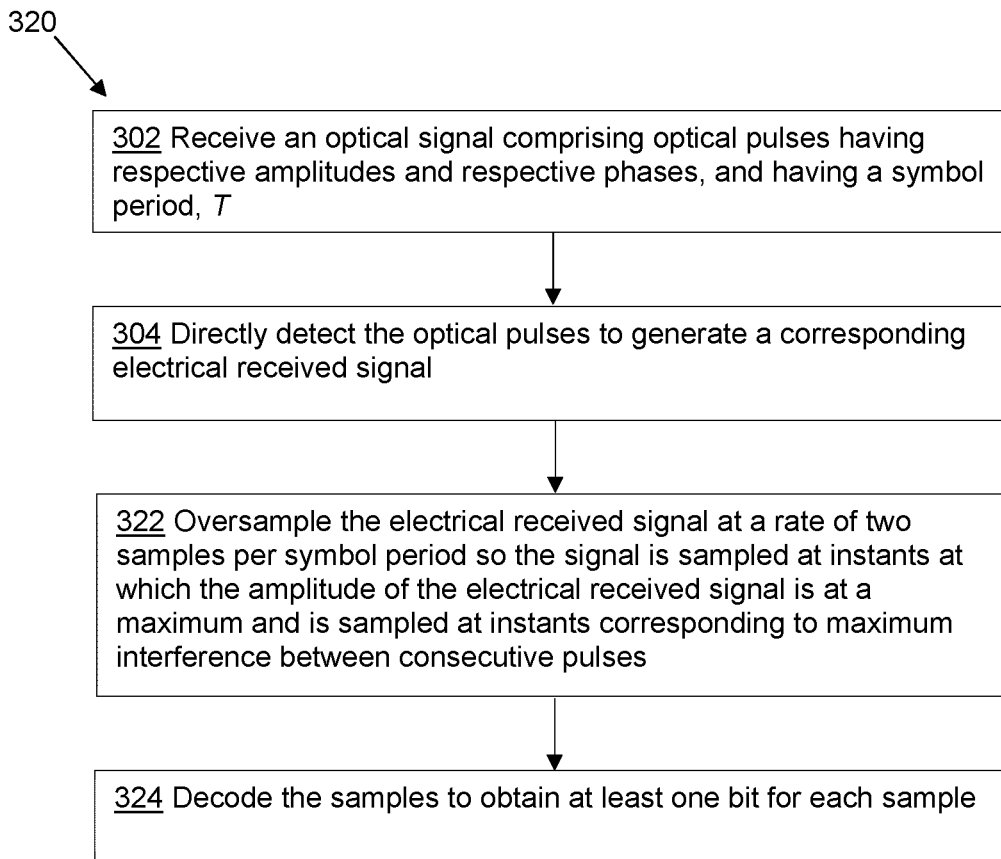 320
302 Receive an optical signal comprising optical pulses having
respective amplitudes and respective phases, and having a symbol
period, T
304 Directly detect the optical pulses to generate a corresponding
electrical received signal
322 Oversample the electrical received signal at a rate of two
samples per symbol period so the signal is sampled at instants at
which the amplitude of the electrical received signal is at a
maximum and is sampled at instants corresponding to maximum
interference between consecutive pulses
324 Decode the samples to obtain at least one bit for each sample